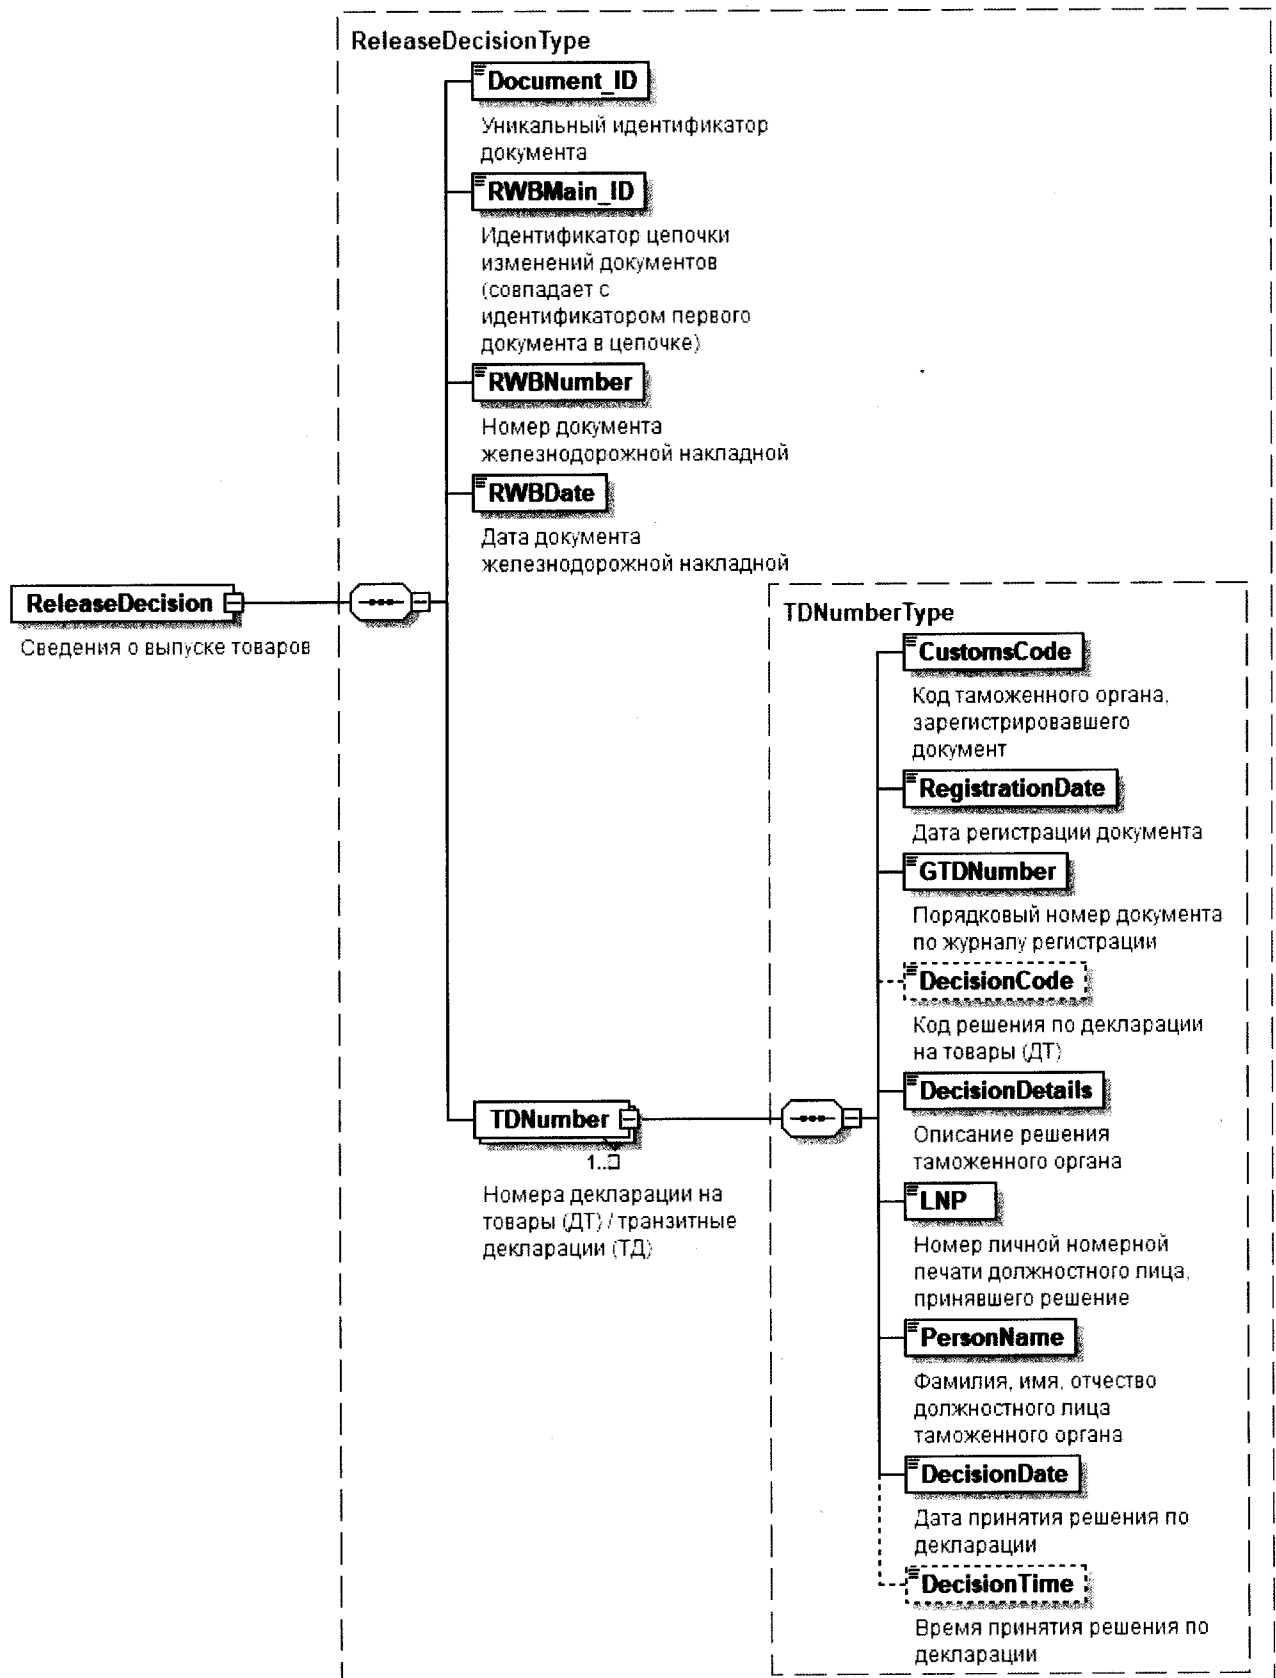 ReleaseDecisionType
Document_ID
Уникальный идентификатор
документа
RWBMain_ID
Идентификатор цепочки
изменений документов
(совпадает с
идентификатором первого
документа в цепочке)
RWBNumber
Номер документа
железнодорожной накладной
RWBDate
Дата документа
железнодорожной накладной
ReleaseDecision
Сведения о выпуске товаров
TDNumber
1..□
Номера декларации на
товары (ДТ) / транзитные
декларации (ТД)
TDNumberType
CustomsCode
Код таможенного органа,
зарегистрировавшего
документ
RegistrationDate
Дата регистрации документа
GTDNumber
Порядковый номер документа
по журналу регистрации
DecisionCode
Код решения по декларации
на товары (ДТ)
DecisionDetails
Описание решения
таможенного органа
LNP
Номер личной номерной
печати должностного лица,
принявшего решение
PersonName
Фамилия, имя, отчество
должностного лица
таможенного органа
DecisionDate
Дата принятия решения по
декларации
DecisionTime
Время принятия решения по
декларации